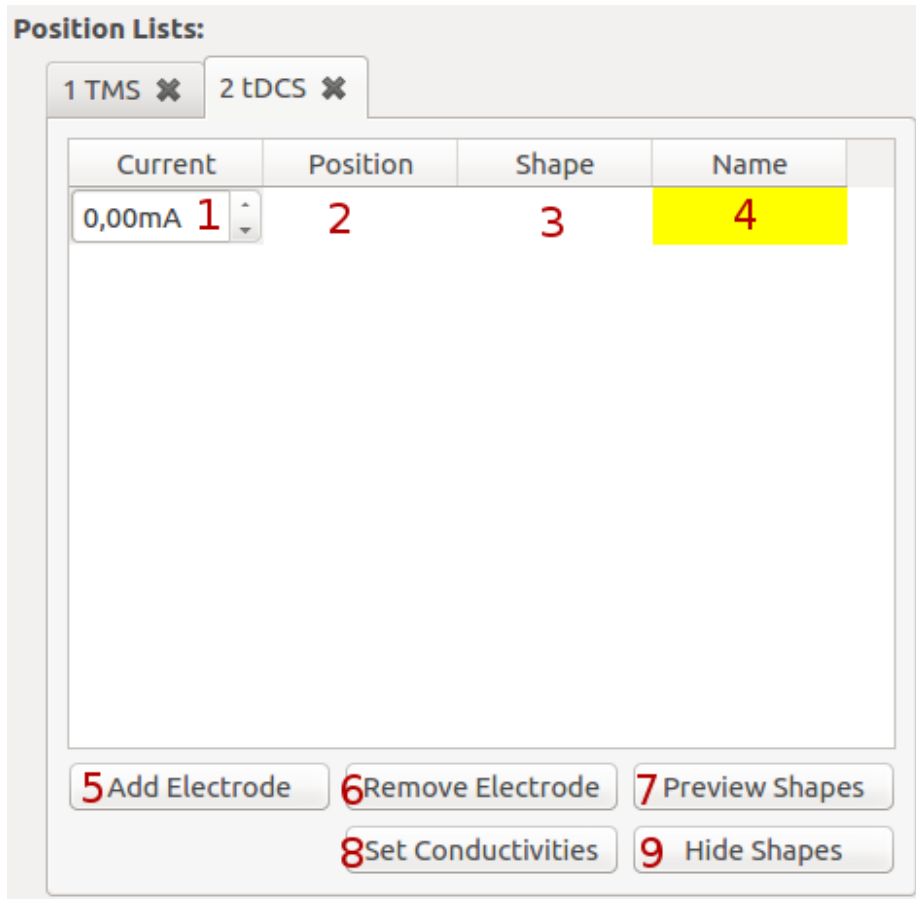 Position Lists:
1 TMS ✖ 2 tDCS ✖
Current Position Shape Name
0,00mA 1 2 3 4
5 Add Electrode 6 Remove Electrode 7 Preview Shapes
8 Set Conductivities 9 Hide Shapes